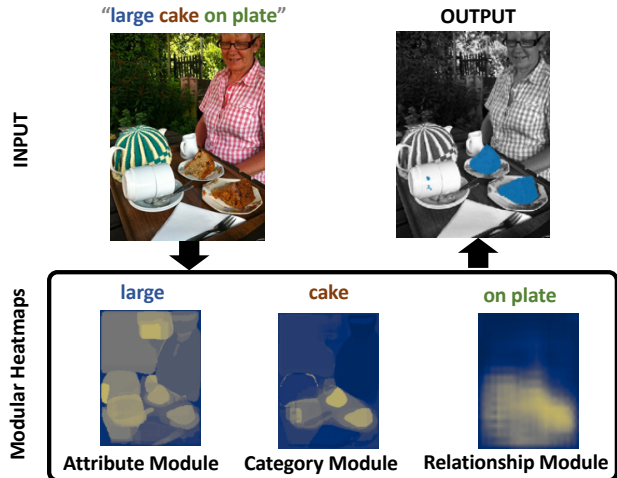 “large cake on plate”
OUTPUT
INPUT
Modular Heatmaps
large
cake
on plate
Attribute Module
Category Module
Relationship Module